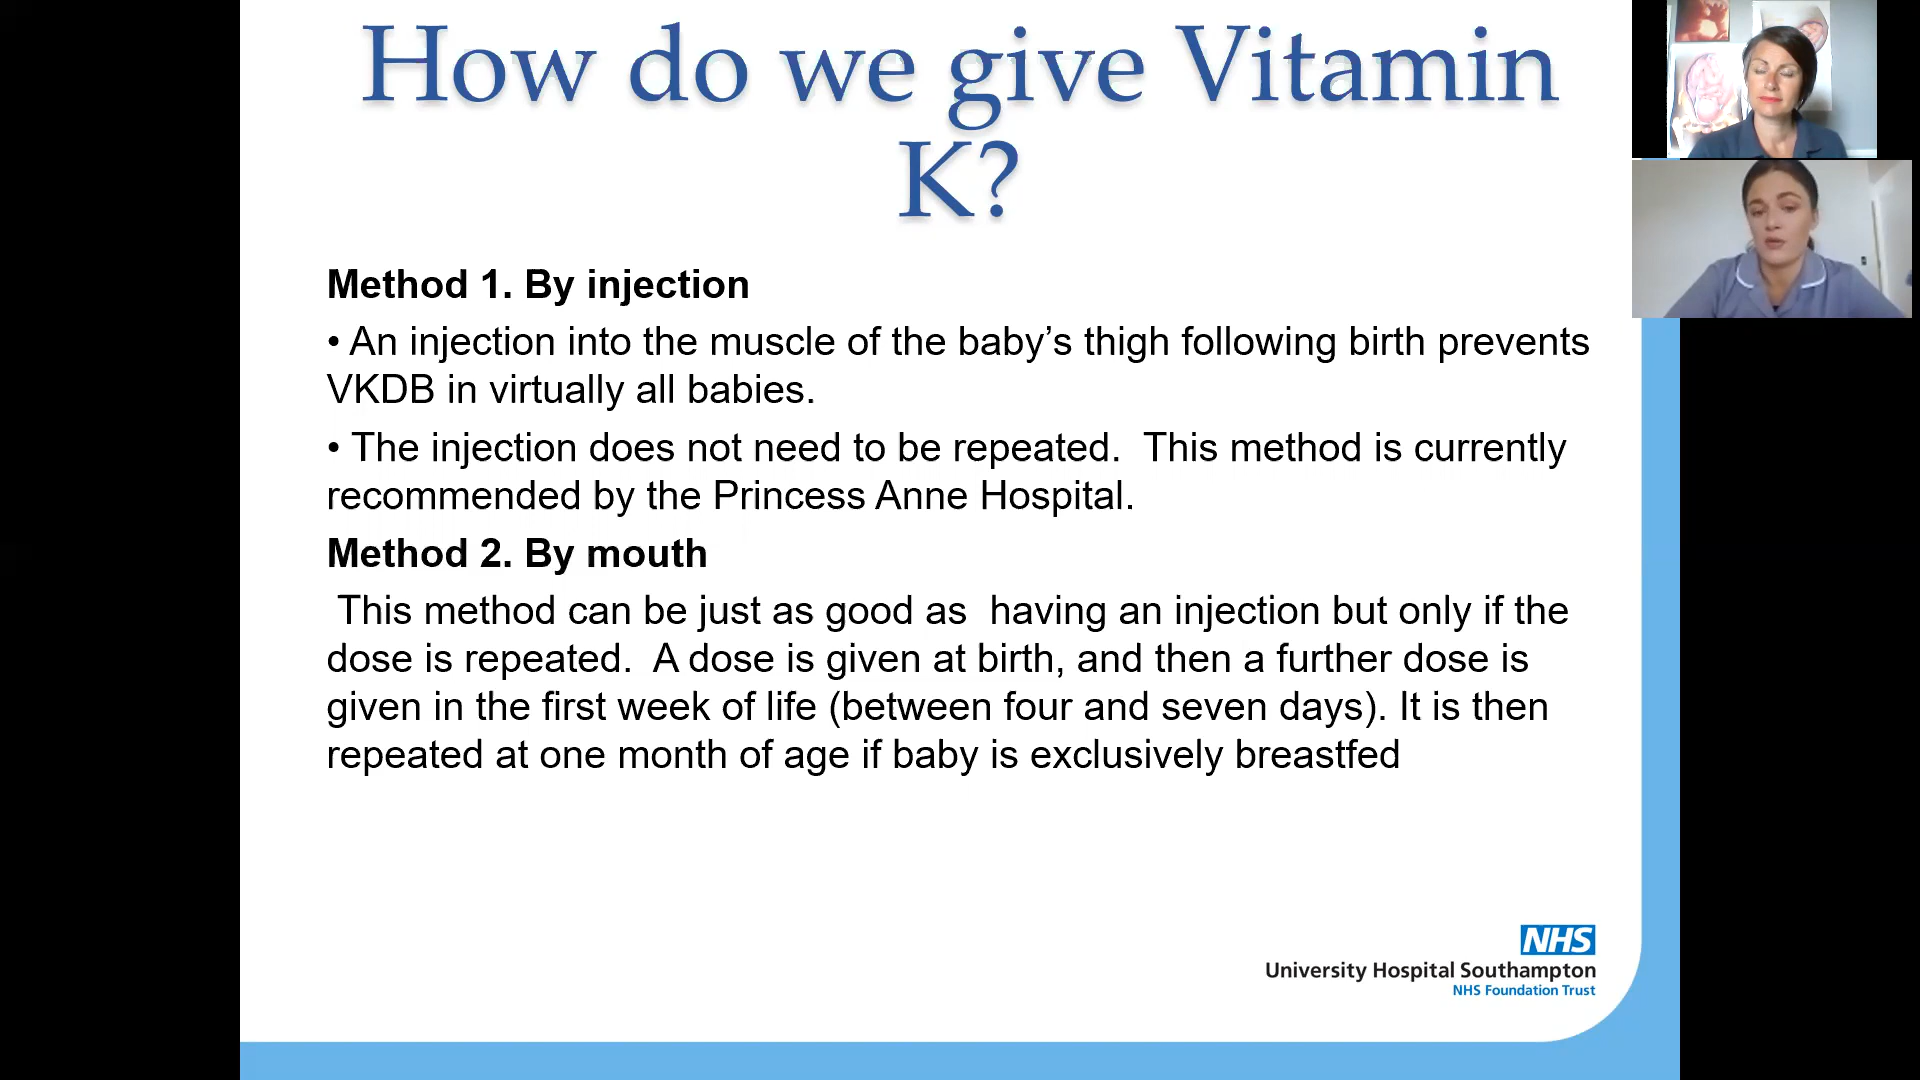 How do we give Vitamin
K?
Method 1. By injection
• An injection into the muscle of the baby’s thigh following birth prevents
VKDB in virtually all babies.
• The injection does not need to be repeated.  This method is currently
recommended by the Princess Anne Hospital.
Method 2. By mouth
This method can be just as good as  having an injection but only if the
dose is repeated.  A dose is given at birth, and then a further dose is
given in the first week of life (between four and seven days). It is then
repeated at one month of age if baby is exclusively breastfed
NHS
University Hospital Southampton
NHS Foundation Trust